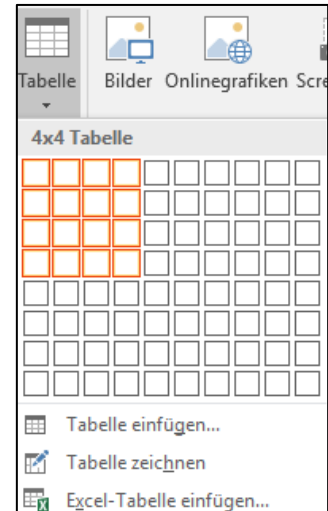 Tabelle Bilder Onlinegrafiken Scre
4x4 Tabelle
Tabelle einfügen...
Tabelle zeichnen
Excel-Tabelle einfügen...